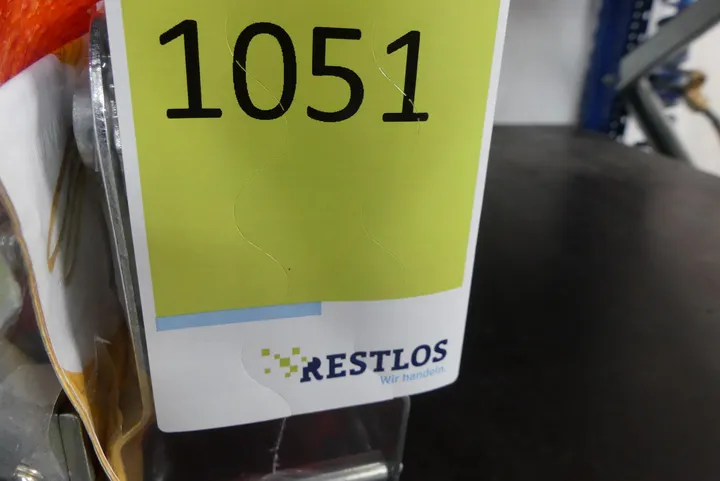 1051
RESTLOS
Wir handeln.